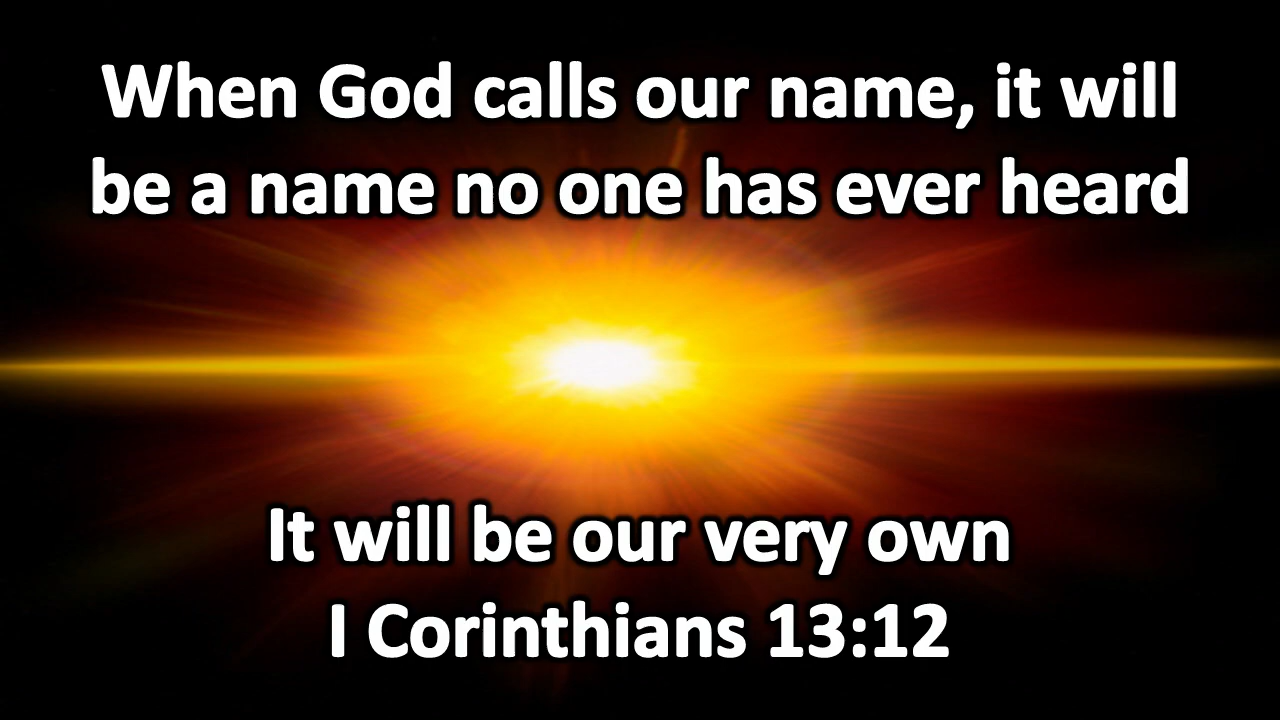 When God calls our name, it will
be a name no one has ever heard
It will be our very own
I Corinthians 13:12